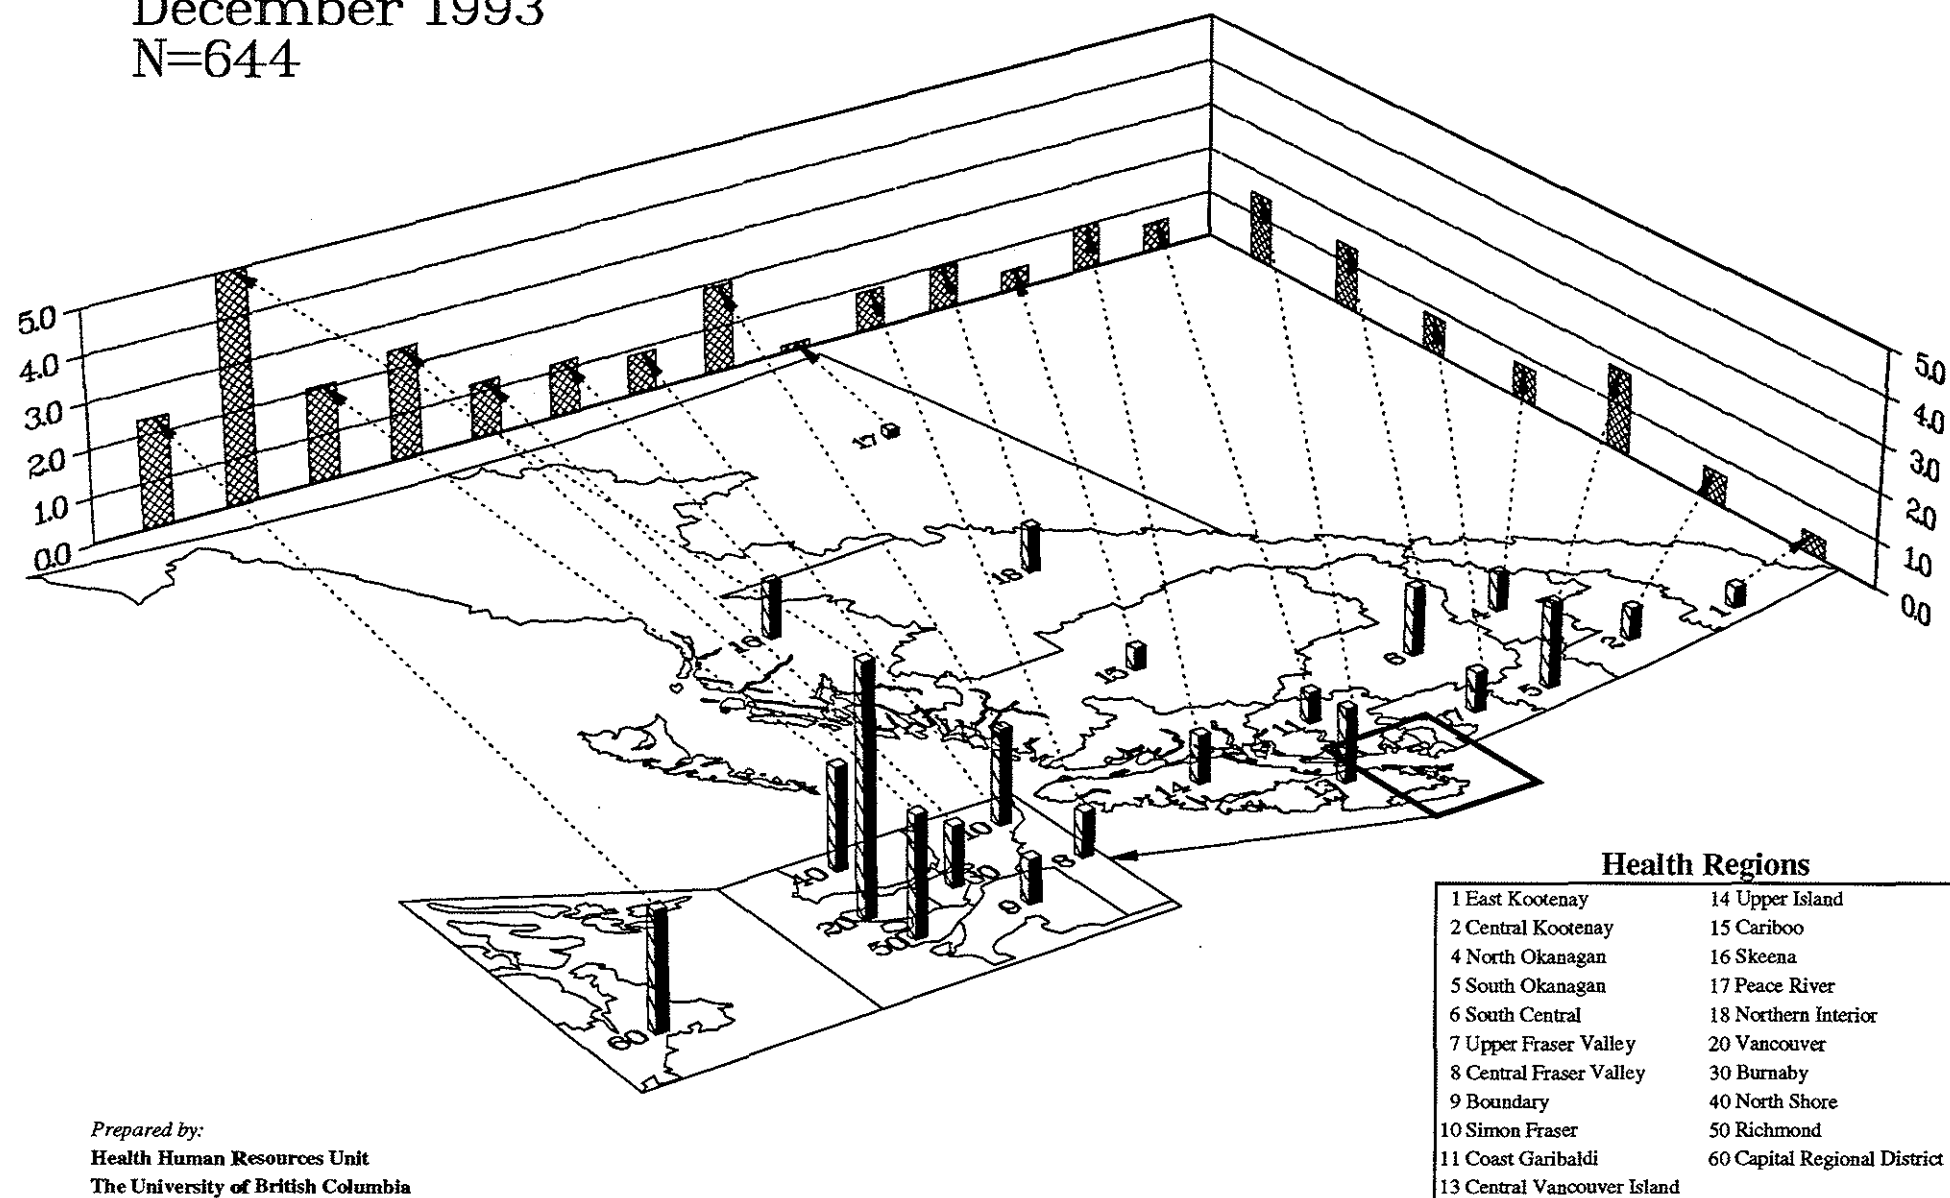 December 1993
N=644
5.0
4.0
3.0
2.0
1.0
0.0
5.0
4.0
3.0
2.0
1.0
0.0
17
18
16
15
1
2
6
5
11
14
13
10
8
40
30
9
20
50
60
Health Regions
1 East Kootenay
2 Central Kootenay
4 North Okanagan
5 South Okanagan
6 South Central
7 Upper Fraser Valley
8 Central Fraser Valley
9 Boundary
10 Simon Fraser
11 Coast Garibaldi
13 Central Vancouver Island
14 Upper Island
15 Cariboo
16 Skeena
17 Peace River
18 Northern Interior
20 Vancouver
30 Burnaby
40 North Shore
50 Richmond
60 Capital Regional District
Prepared by:
Health Human Resources Unit
The University of British Columbia